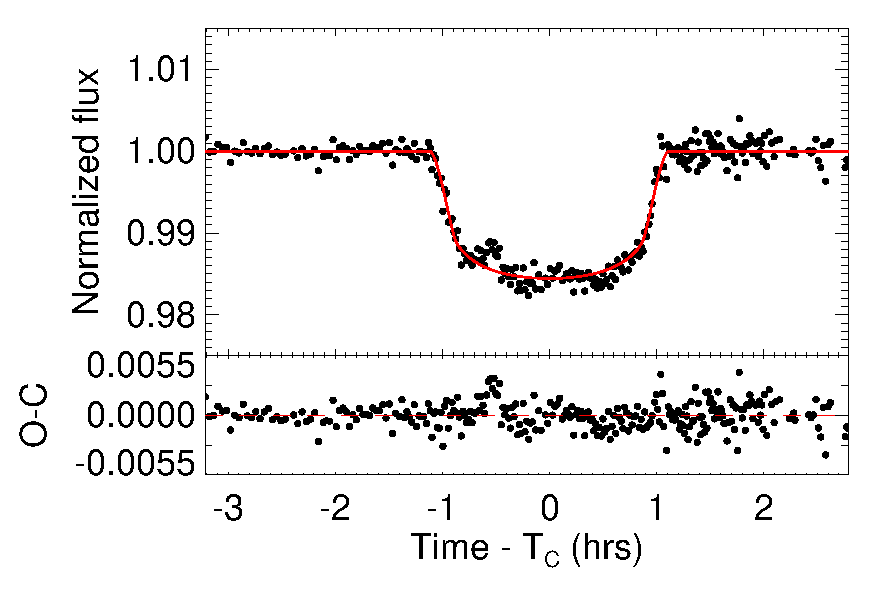 Normalized flux
1.01
1.00
0.99
0.98
O-C
0.0055
0.0000
-0.0055
-3 -2 -1 0 1 2
Time - T_C (hrs)